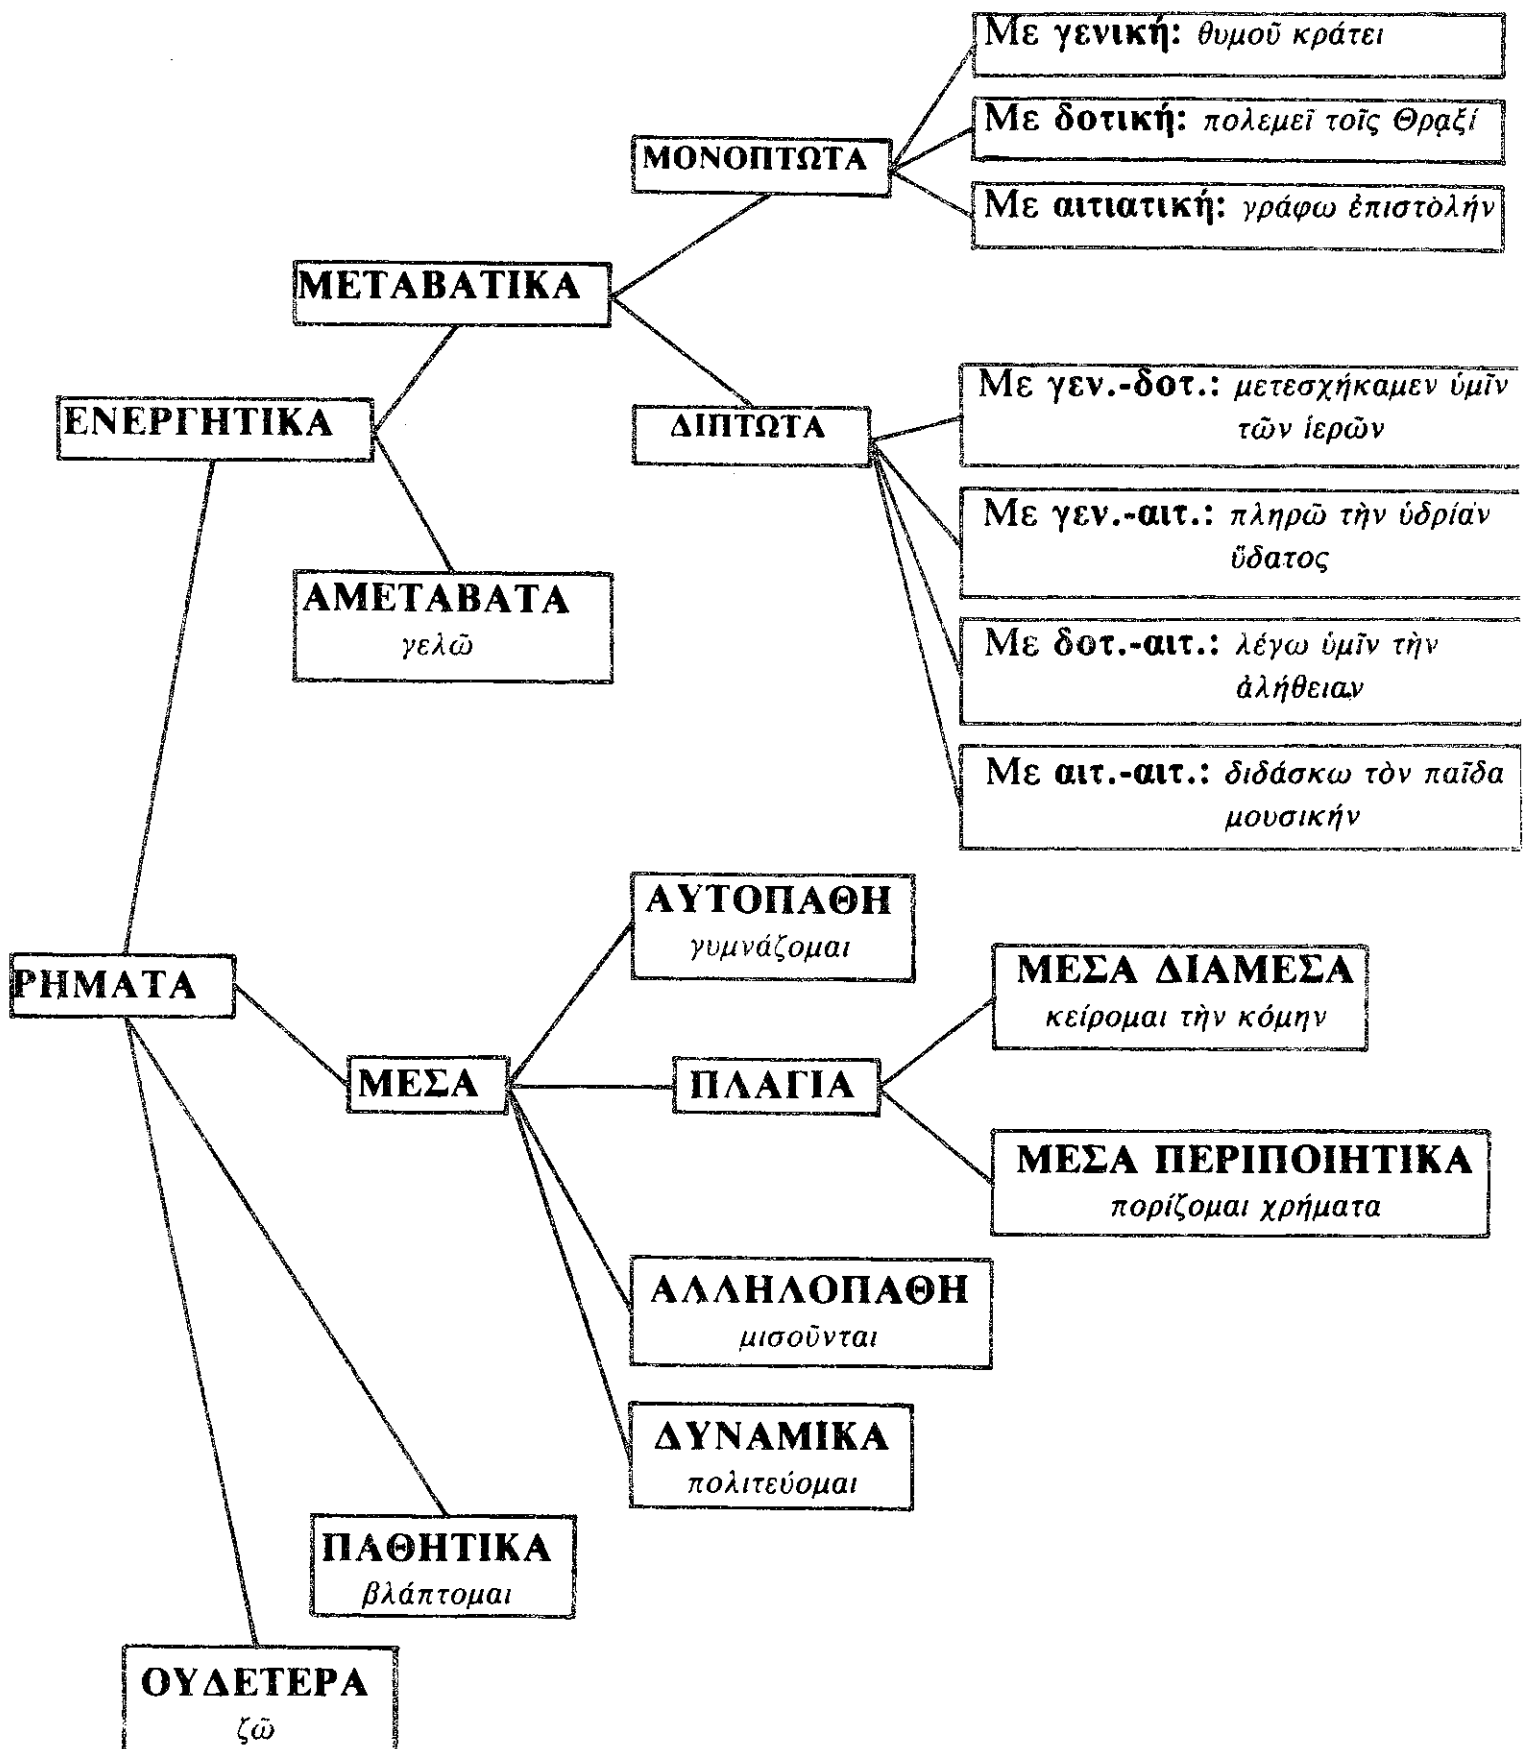 Με γενική: θυμοῦ κράτει
Με δοτική: πολεμεῖ τοῖς Θρᾳξί
ΜΟΝΟΠΤΩΤΑ
Με αιτιατική: γράφω ἐπιστολήν
ΜΕΤΑΒΑΤΙΚΑ
Με γεν.-δοτ.: μετεσχήκαμεν ὑμῖν
τῶν ἱερῶν
ΕΝΕΡΓΗΤΙΚΑ
ΔΙΠΤΩΤΑ
Με γεν.-αιτ.: πληρῶ τὴν ὑδρίαν
ὕδατος
ΑΜΕΤΑΒΑΤΑ
γελῶ
Με δοτ.-αιτ.: λέγω ὑμῖν τὴν
ἀλήθειαν
Με αιτ.-αιτ.: διδάσκω τὸν παῖδα
μουσικήν
ΑΥΤΟΠΑΘΗ
γυμνάζομαι
ΡΗΜΑΤΑ
ΜΕΣΑ ΔΙΑΜΕΣΑ
κείρομαι τὴν κόμην
ΜΕΣΑ
ΠΛΑΓΙΑ
ΜΕΣΑ ΠΕΡΙΠΟΙΗΤΙΚΑ
πορίζομαι χρήματα
ΑΛΛΗΛΟΠΑΘΗ
μισοῦνται
ΔΥΝΑΜΙΚΑ
πολιτεύομαι
ΠΑΘΗΤΙΚΑ
βλάπτομαι
ΟΥΔΕΤΕΡΑ
ζῶ